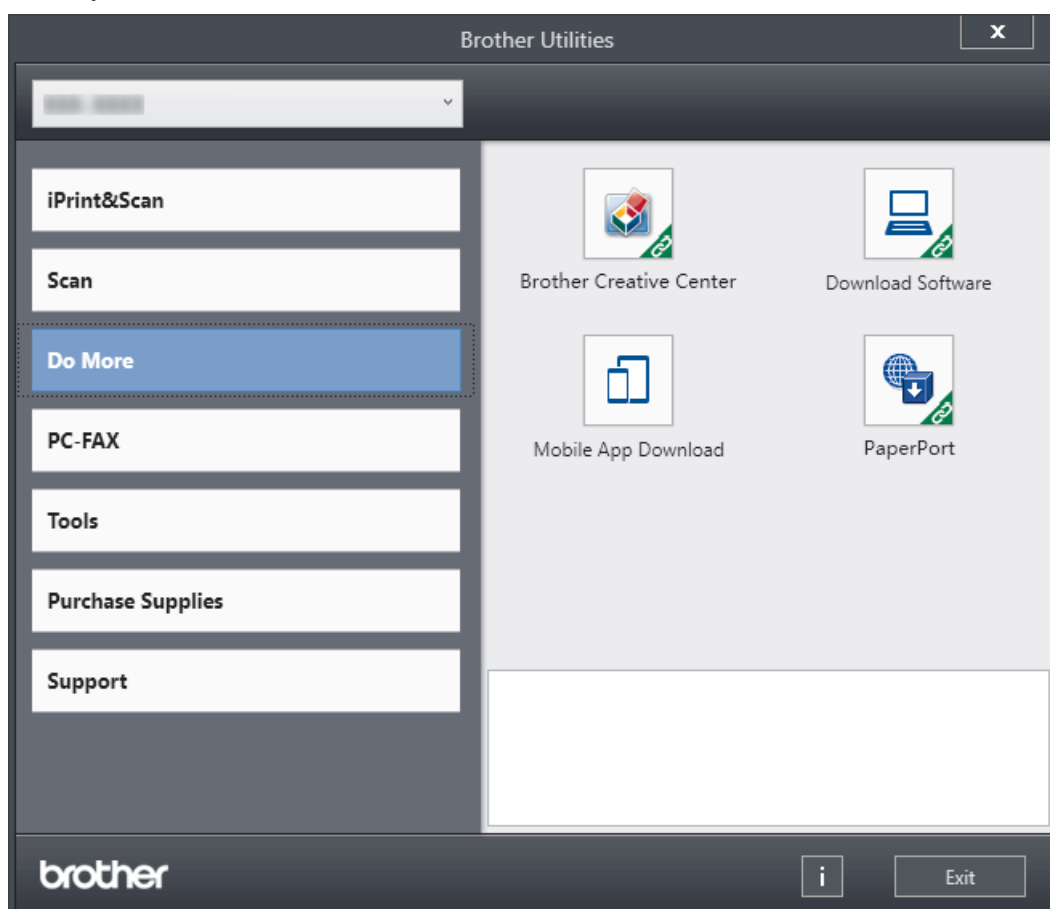 Brother Utilities
x
iPrint&Scan
Scan
Do More
PC-FAX
Tools
Purchase Supplies
Support
Brother Creative Center
Download Software
Mobile App Download
PaperPort
brother
i
Exit